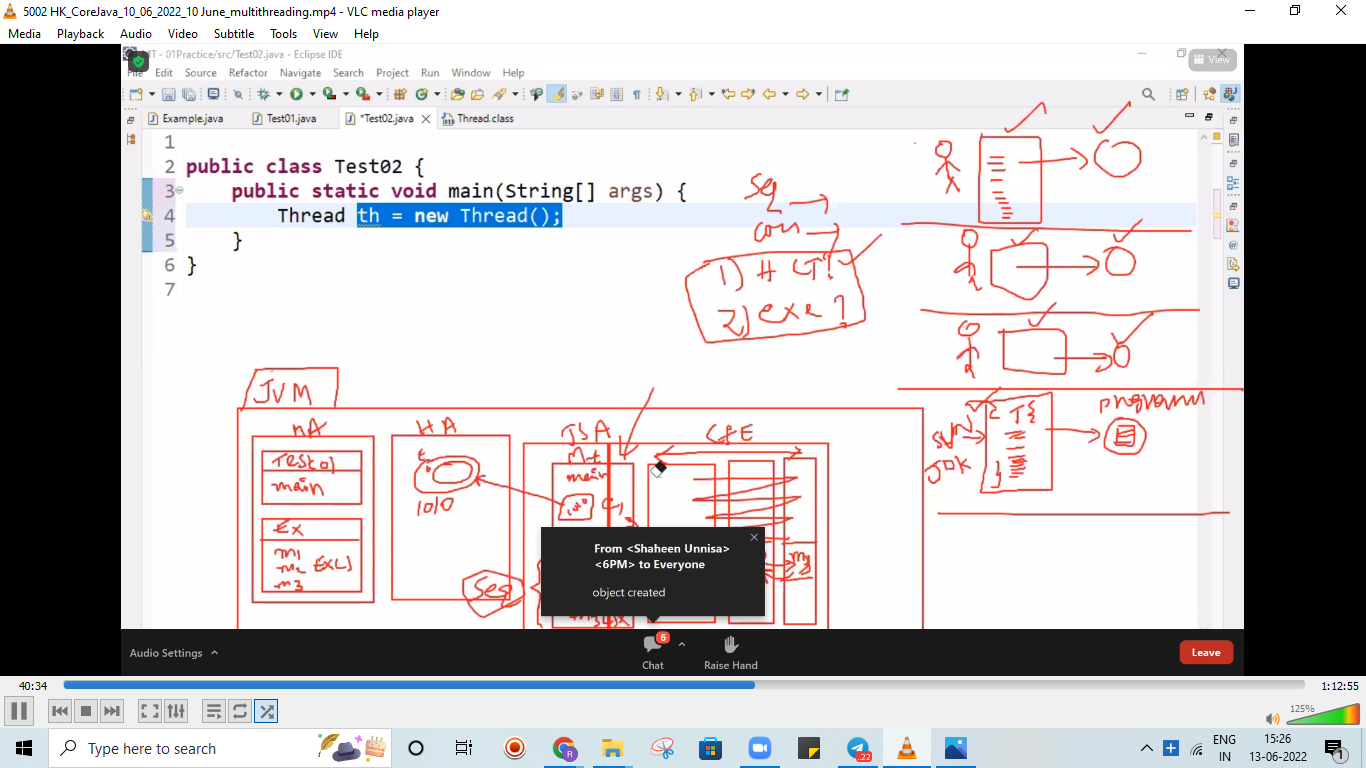 5002 HK_CoreJava_10_06_2022_10 June_multithreading.mp4 - VLC media player
Media Playback Audio Video Subtitle Tools View Help
IT - 01Practice/src/Test02.java - Eclipse IDE
View
File Edit Source Refactor Navigate Search Project Run Window Help
Example.java Test01.java *Test02.java Thread.class
1
2 public class Test02 {
3 public static void main(String[] args) {
4 Thread th = new Thread();
5 }
6 }
7
Seq
con
1) H CT?
2) exe ?
JVM
MA HA JSA C&E
Test01
main
Mt
main
t
1010
1010
C1
Ex
m1
m2 EX()
m3
Seq
program
SUN
JDK
T{
}
m3
From <Shaheen Unnisa>
<6PM> to Everyone
object created
Audio Settings
6
Chat
Raise Hand
Leave
40:34 1:12:55
125%
Type here to search
R
22
ENG
IN
15:26
13-06-2022
1